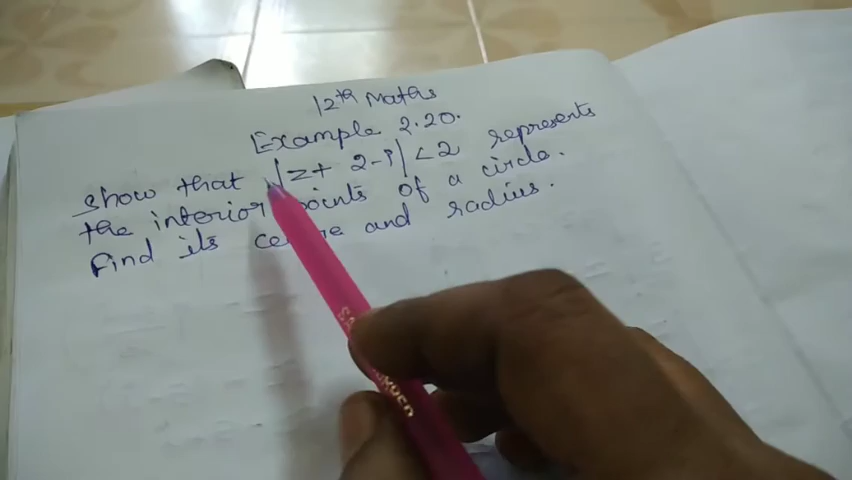 12th Maths
Example 2.20.
Show that |z+ 2-i| <2 represents
the interior points of a circle.
Find its centre and radius.